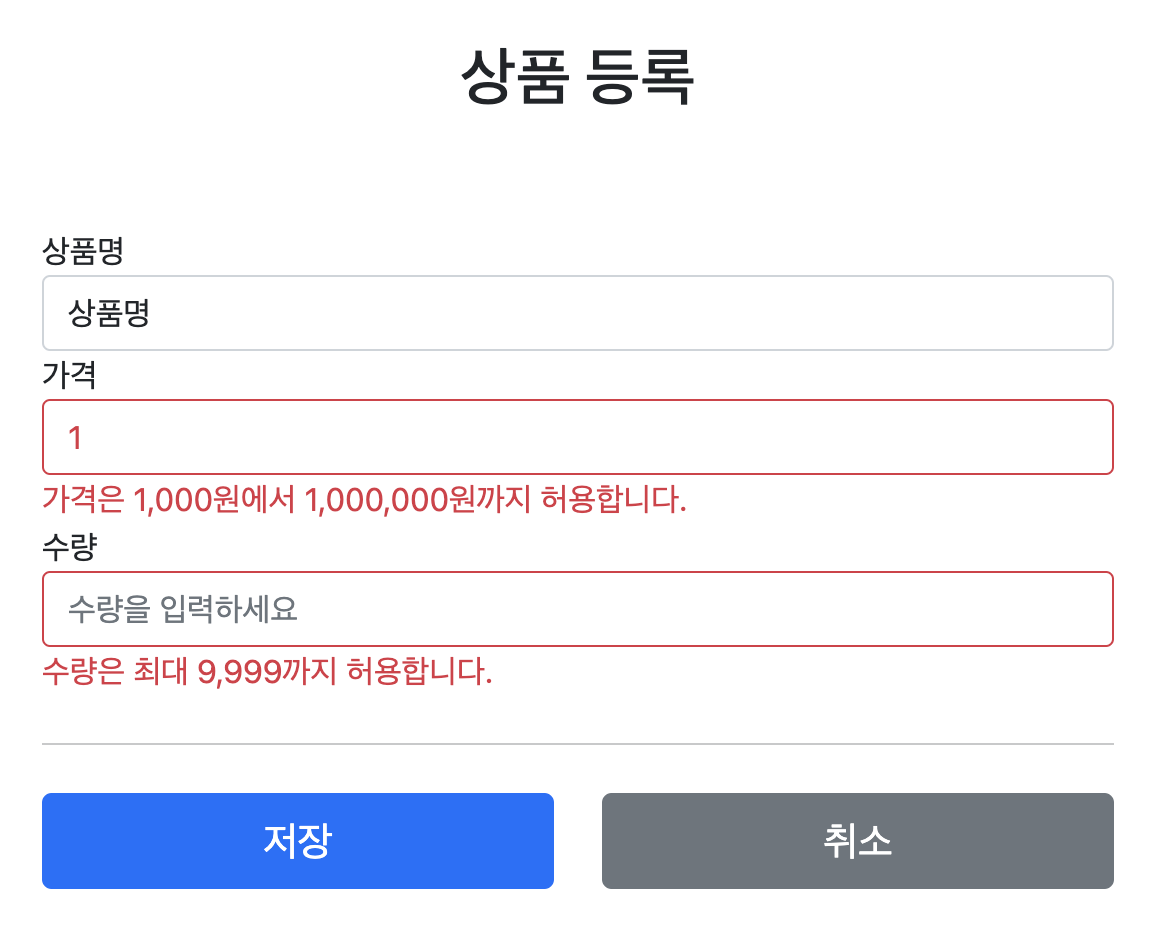 상품 등록
상품명
상품명
가격
1
가격은 1,000원에서 1,000,000원까지 허용합니다.
수량
수량을 입력하세요
수량은 최대 9,999까지 허용합니다.
저장
취소